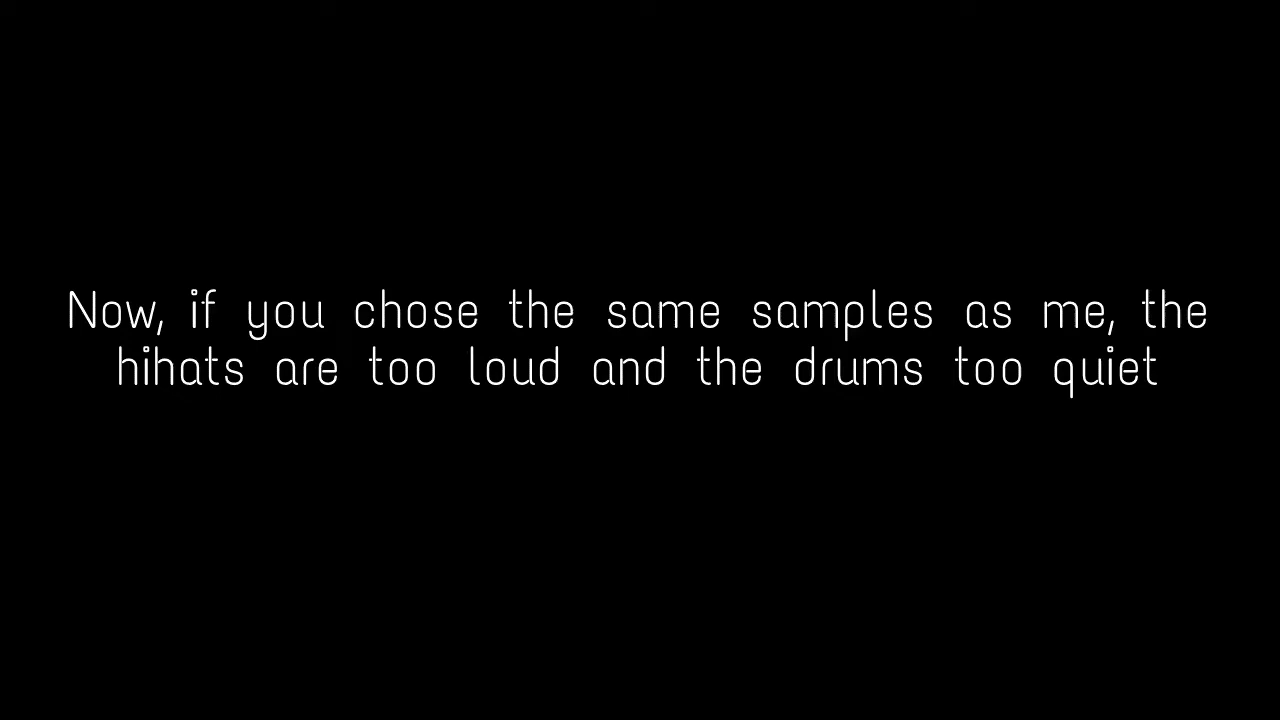 Now, if you chose the same samples as me, the
hihats are too loud and the drums too quiet